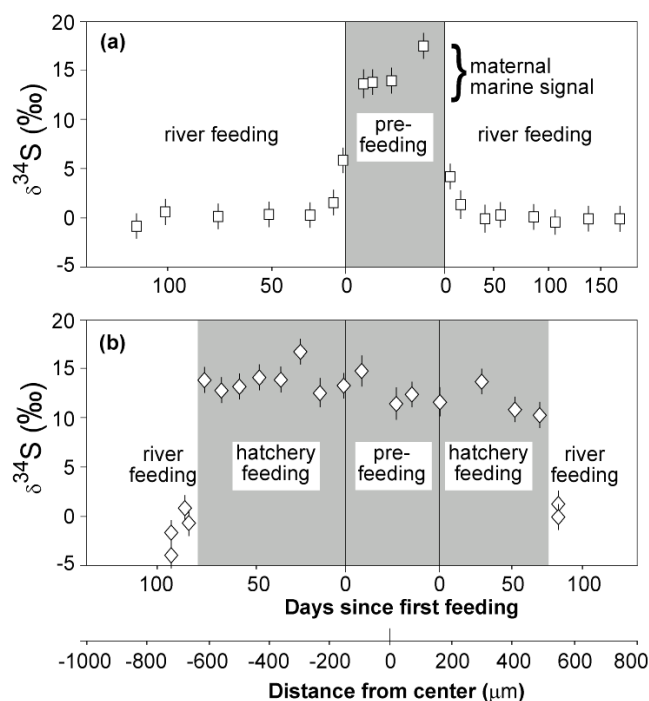 (a)
δ34S (‰)
20
15
10
5
0
-5
river feeding
pre-
feeding
maternal
marine signal
river feeding
100 50 0 0 50 100 150
(b)
δ34S (‰)
20
15
10
5
0
-5
river
feeding
hatchery
feeding
pre-
feeding
hatchery
feeding
river
feeding
100 50 0 0 50 100
Days since first feeding
-1000 -800 -600 -400 -200 0 200 400 600 800
Distance from center (μm)